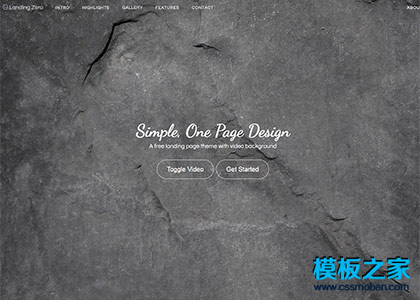 Landing Zero INTRO HIGHLIGHTS GALLERY FEATURES CONTACT ABOU
Simple, One Page Design
A free landing page theme with video background
Toggle Video Get Started
模板之家
www.cssmoban.com